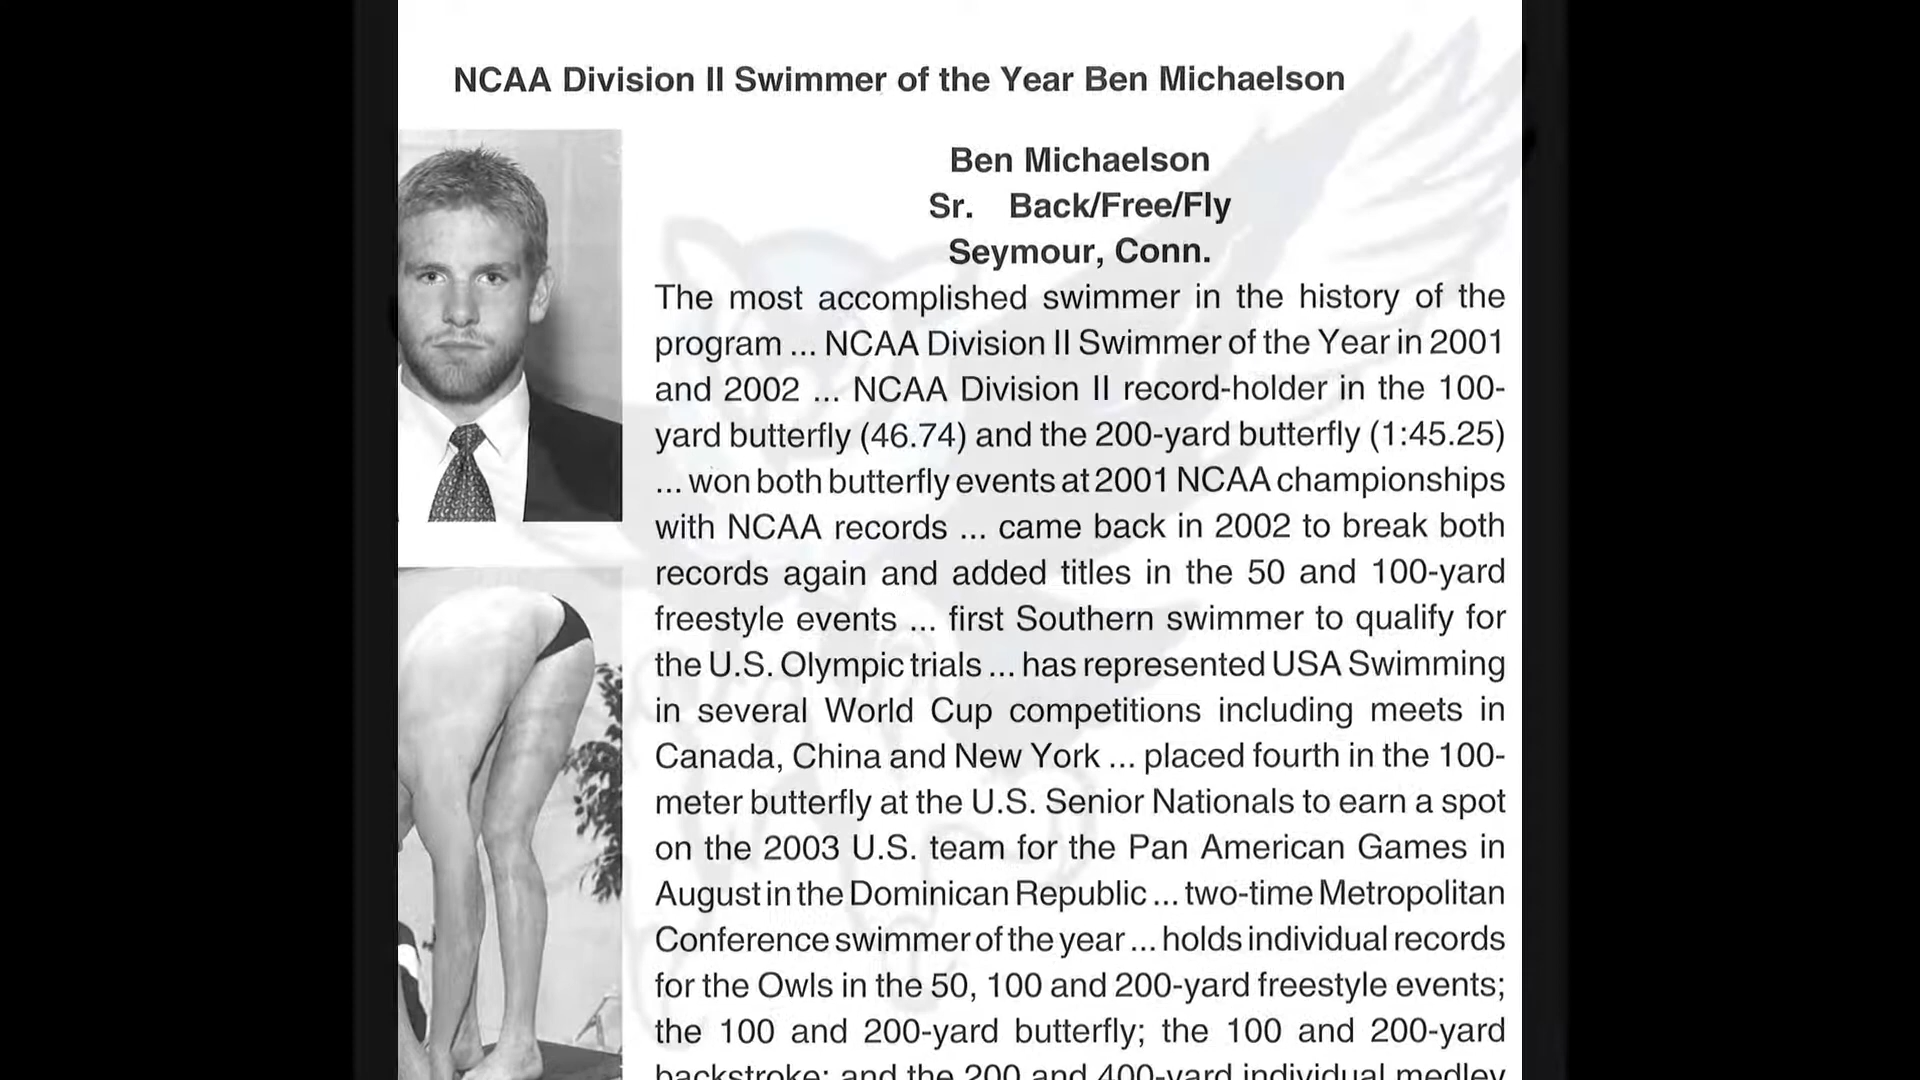 NCAA Division II Swimmer of the Year Ben Michaelson
Ben Michaelson
Sr. Back/Free/Fly
Seymour, Conn.
The most accomplished swimmer in the history of the
program ... NCAA Division II Swimmer of the Year in 2001
and 2002 ... NCAA Division II record-holder in the 100-
yard butterfly (46.74) and the 200-yard butterfly (1:45.25)
... won both butterfly events at 2001 NCAA championships
with NCAA records ... came back in 2002 to break both
records again and added titles in the 50 and 100-yard
freestyle events ... first Southern swimmer to qualify for
the U.S. Olympic trials ... has represented USA Swimming
in several World Cup competitions including meets in
Canada, China and New York ... placed fourth in the 100-
meter butterfly at the U.S. Senior Nationals to earn a spot
on the 2003 U.S. team for the Pan American Games in
August in the Dominican Republic ... two-time Metropolitan
Conference swimmer of the year ... holds individual records
for the Owls in the 50, 100 and 200-yard freestyle events;
the 100 and 200-yard butterfly; the 100 and 200-yard
backstroke; and the 200 and 400-yard individual medley